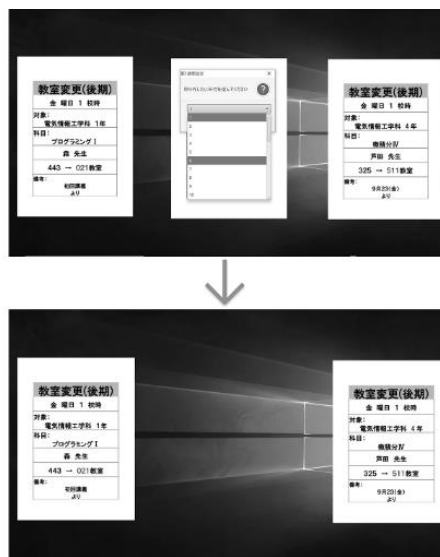 教室変更(後期)
金 曜日 1 校時
対象:
電気情報工学科 1年
科目:
プログラミングⅠ
森 先生
443 → 021教室
備考:
初回講義
より
1
2
3
4
5
6
7
8
9
10
教室変更(後期)
金 曜日 1 校時
対象:
電気情報工学科 4年
科目:
微積分Ⅳ
芦田 先生
325 → 511教室
備考:
9月23(金)
より
教室変更(後期)
金 曜日 1 校時
対象:
電気情報工学科 1年
科目:
プログラミングⅠ
森 先生
443 → 021教室
備考:
初回講義
より
教室変更(後期)
金 曜日 1 校時
対象:
電気情報工学科 4年
科目:
微積分Ⅳ
芦田 先生
325 → 511教室
備考:
9月23(金)
より